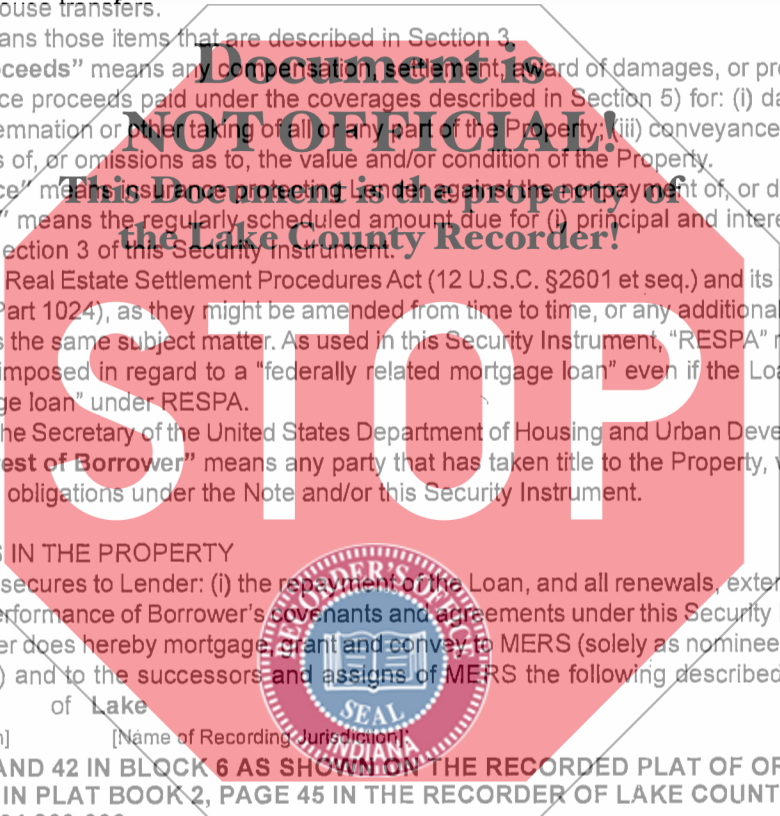 ouse transfers.
ans those items that are described in Section 3.
ceeds” means any compensation, settlement, award of damages, or pro
ce proceeds paid under the coverages described in Section 5) for: (i) da
emnation or other taking of all or any part of the Property; (iii) conveyance
s of, or omissions as to, the value and/or condition of the Property.
ce” means insurance protecting Lender against the nonpayment of, or d
” means the regularly scheduled amount due for (i) principal and intere
ection 3 of this Security Instrument.
Real Estate Settlement Procedures Act (12 U.S.C. §2601 et seq.) and its
Part 1024), as they might be amended from time to time, or any additional
s the same subject matter. As used in this Security Instrument, “RESPA” r
imposed in regard to a “federally related mortgage loan” even if the Loa
ge loan” under RESPA.
he Secretary of the United States Department of Housing and Urban Deve
est of Borrower” means any party that has taken title to the Property, w
obligations under the Note and/or this Security Instrument.
S IN THE PROPERTY
secures to Lender: (i) the repayment of the Loan, and all renewals, exter
erformance of Borrower’s covenants and agreements under this Security
er does hereby mortgage, grant and convey to MERS (solely as nominee
) and to the successors and assigns of MERS the following described
of Lake
n] [Name of Recording Jurisdiction]:
AND 42 IN BLOCK 6 AS SHOWN ON THE RECORDED PLAT OF OR
IN PLAT BOOK 2, PAGE 45 IN THE RECORDER OF LAKE COUNT
Document is
NOT OFFICIAL!
This Document is the property of
the Lake County Recorder!
STOP
RECORDER'S OFFICE
SEAL
INDIANA